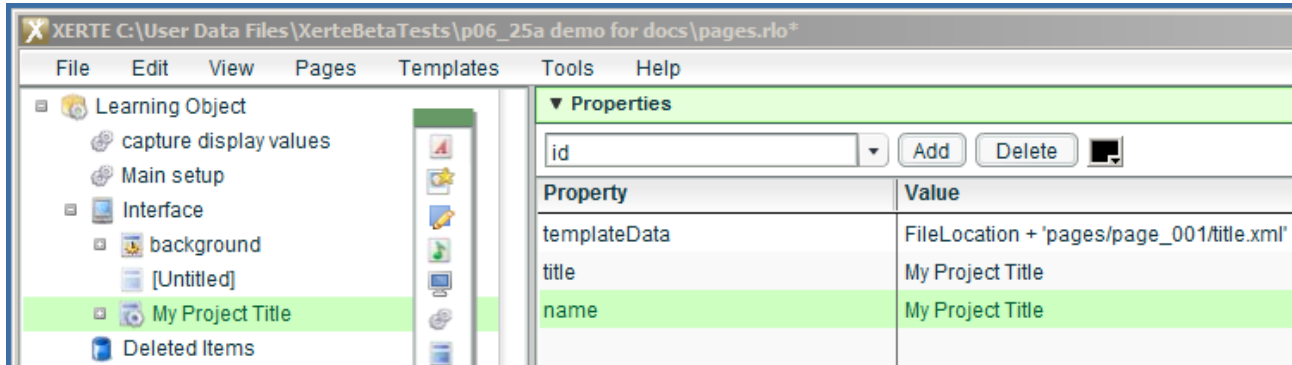 XERTE C:\User Data Files\XerteBetaTests\p06_25a demo for docs\pages.rlo*
File Edit View Pages Templates Tools Help
Learning Object
capture display values
Main setup
Interface
background
[Untitled]
My Project Title
Deleted Items
▼ Properties
id Add Delete
Property Value
templateData FileLocation + 'pages/page_001/title.xml'
title My Project Title
name My Project Title